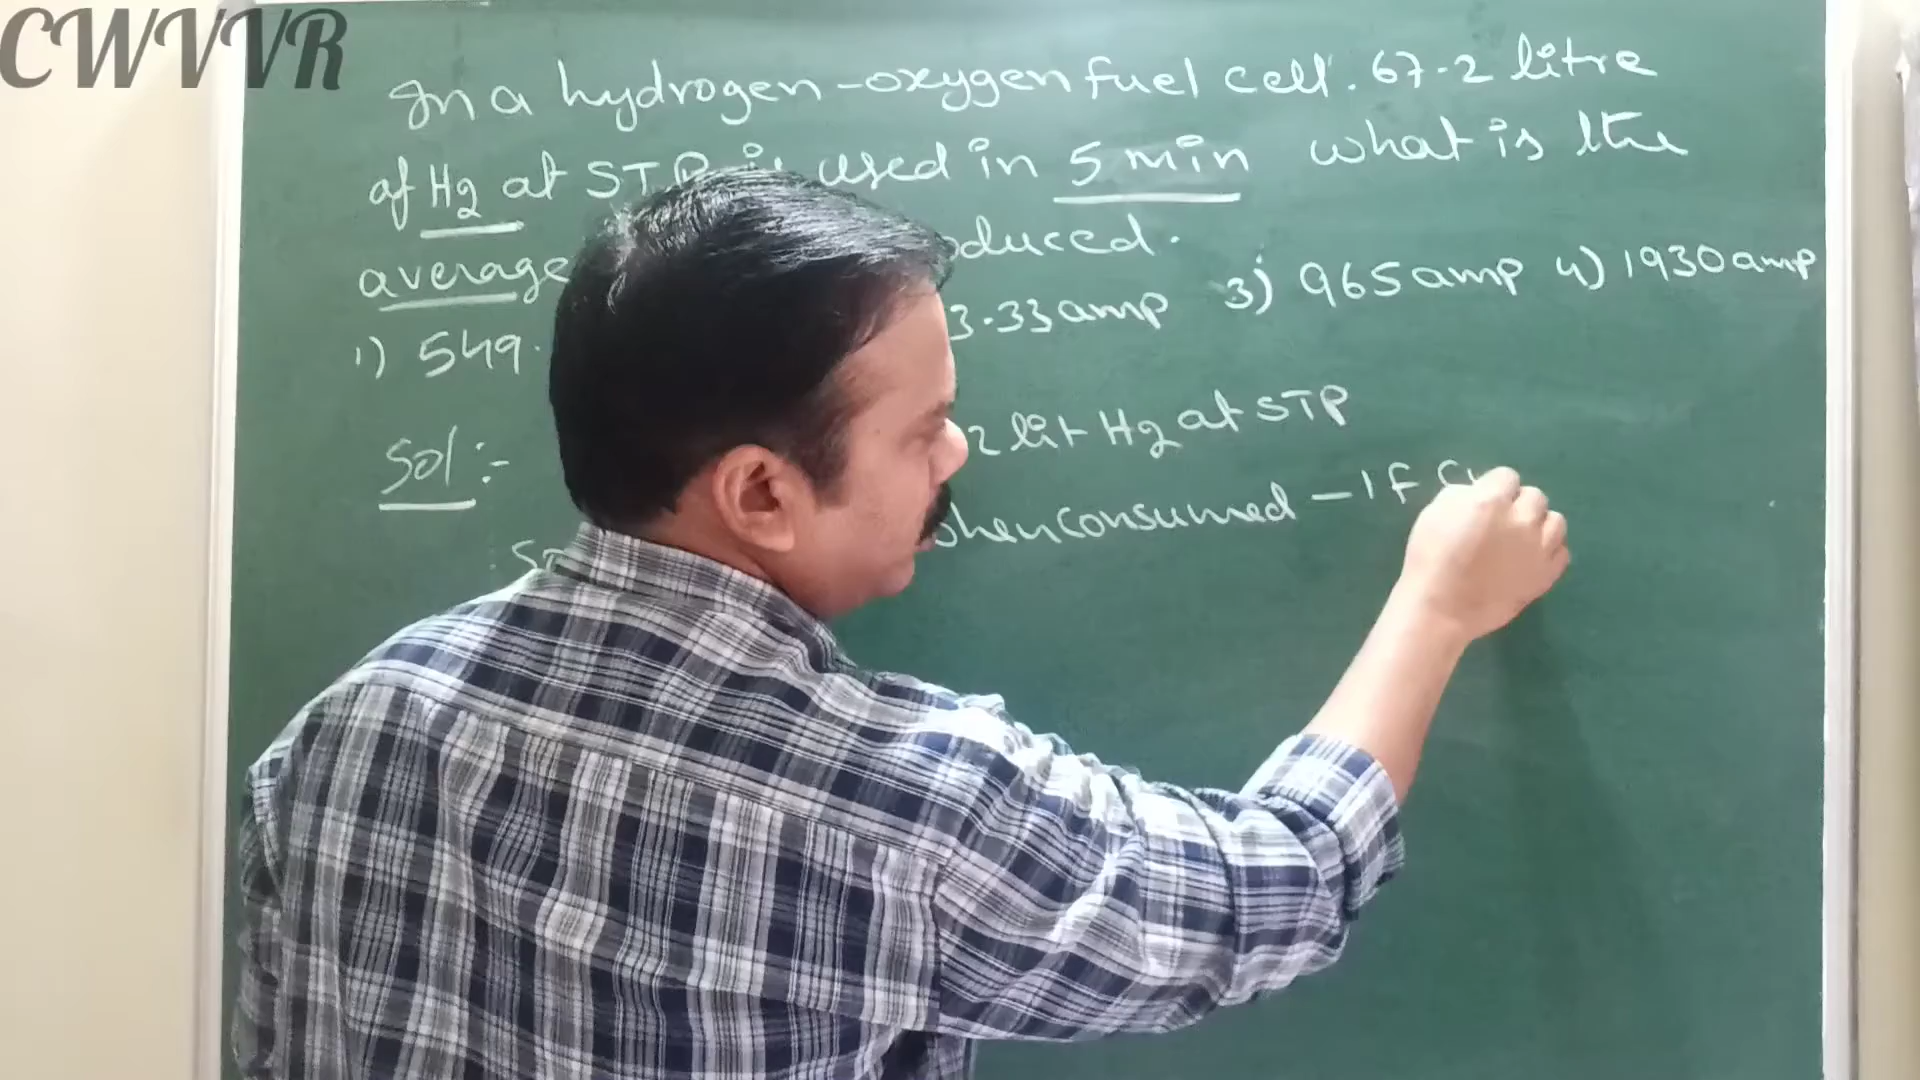 CWVVR
In a hydrogen-oxygen fuel cell. 67.2 litre
of H2 at STP is used in 5 min what is the
average oduced.
1) 549. 3.33 amp 3) 965 amp 4) 1930 amp
Sol:- 2 lit H2 at STP
when consumed - 1F